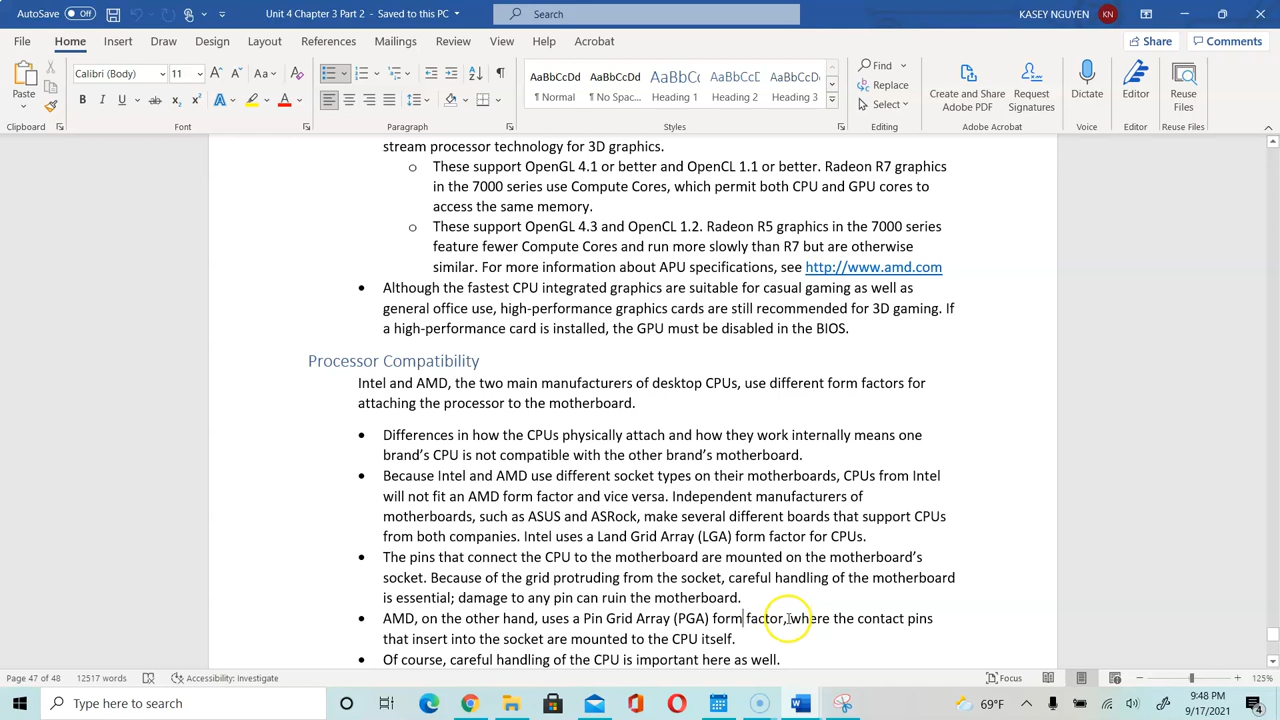 AutoSave Off Unit 4 Chapter 3 Part 2 - Saved to this PC Search KASEY NGUYEN KN
File Home Insert Draw Design Layout References Mailings Review View Help Acrobat Share Comments
Paste Calibri (Body) 11 AaBbCcDd AaBbCcDd AaBbC( AaBbCcE AaBbCcD Find Replace Select Create and Share Adobe PDF Request Signatures Dictate Editor Reuse Files
¶ Normal ¶ No Spac... Heading 1 Heading 2 Heading 3
Clipboard Font Paragraph Styles Editing Adobe Acrobat Voice Editor Reuse Files
stream processor technology for 3D graphics.
o These support OpenGL 4.1 or better and OpenCL 1.1 or better. Radeon R7 graphics
in the 7000 series use Compute Cores, which permit both CPU and GPU cores to
access the same memory.
o These support OpenGL 4.3 and OpenCL 1.2. Radeon R5 graphics in the 7000 series
feature fewer Compute Cores and run more slowly than R7 but are otherwise
similar. For more information about APU specifications, see http://www.amd.com
• Although the fastest CPU integrated graphics are suitable for casual gaming as well as
general office use, high-performance graphics cards are still recommended for 3D gaming. If
a high-performance card is installed, the GPU must be disabled in the BIOS.
Processor Compatibility
Intel and AMD, the two main manufacturers of desktop CPUs, use different form factors for
attaching the processor to the motherboard.
• Differences in how the CPUs physically attach and how they work internally means one
brand's CPU is not compatible with the other brand's motherboard.
• Because Intel and AMD use different socket types on their motherboards, CPUs from Intel
will not fit an AMD form factor and vice versa. Independent manufacturers of
motherboards, such as ASUS and ASRock, make several different boards that support CPUs
from both companies. Intel uses a Land Grid Array (LGA) form factor for CPUs.
• The pins that connect the CPU to the motherboard are mounted on the motherboard's
socket. Because of the grid protruding from the socket, careful handling of the motherboard
is essential; damage to any pin can ruin the motherboard.
• AMD, on the other hand, uses a Pin Grid Array (PGA) form factor, where the contact pins
that insert into the socket are mounted to the CPU itself.
• Of course, careful handling of the CPU is important here as well.
Page 47 of 48 12517 words Accessibility: Investigate Focus 125%
Type here to search 69°F 9:48 PM
9/17/2021